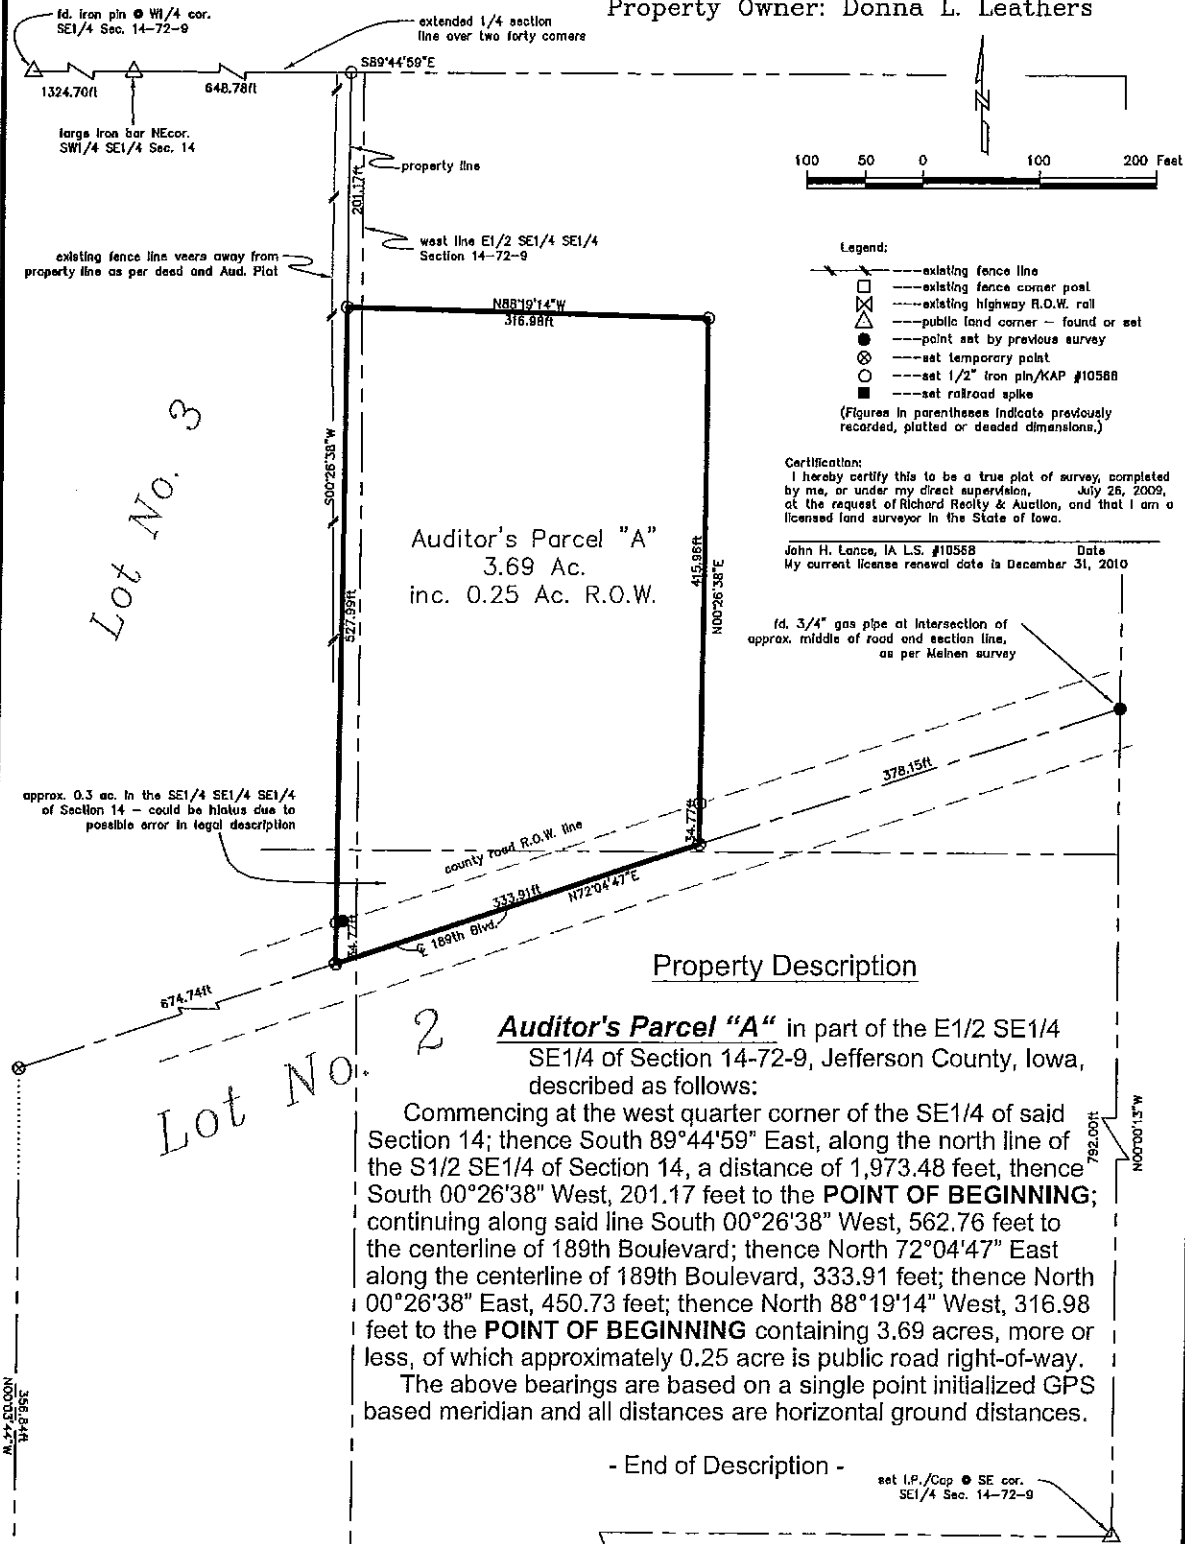 Property Owner: Donna L. Leathers
fd. iron pin @ W1/4 cor.
SE1/4 Sec. 14-72-9
extended 1/4 section
line over two forty corners
S89°44'59"E
1324.70ft
648.78ft
large iron bar NEcor.
SW1/4 SE1/4 Sec. 14
property line
201.17ft
N
100 50 0 100 200 Feet
west line E1/2 SE1/4 SE1/4
Section 14-72-9
existing fence line veers away from
property line as per deed and Aud. Plat
Legend:
---existing fence line
---existing fence corner post
---existing highway R.O.W. rail
---public land corner - found or set
---point set by previous survey
---set temporary point
---set 1/2" iron pin/KAP #10568
---set railroad spike
(Figures in parentheses indicate previously
recorded, platted or deeded dimensions.)
N88°19'14"W
316.98ft
Lot No. 3
S00°26'38"W
527.99ft
Certification:
I hereby certify this to be a true plat of survey, completed
by me, or under my direct supervision, July 26, 2009,
at the request of Richard Realty & Auction, and that I am a
licensed land surveyor in the State of Iowa.
John H. Lance, IA L.S. #10568 Date
My current license renewal date is December 31, 2010
Auditor's Parcel "A"
3.69 Ac.
inc. 0.25 Ac. R.O.W.
415.96ft
N00°26'38"E
fd. 3/4" gas pipe at intersection of
approx. middle of road and section line,
as per Meinen survey
378.15ft
approx. 0.3 ac. in the SE1/4 SE1/4 SE1/4
of Section 14 - could be hiatus due to
possible error in legal description
34.77ft
county road R.O.W. line
333.91ft
N72°04'47"E
℄ 189th Blvd.
34.77ft
674.74ft
Lot No. 2
Property Description
Auditor's Parcel "A" in part of the E1/2 SE1/4
SE1/4 of Section 14-72-9, Jefferson County, Iowa,
described as follows:
Commencing at the west quarter corner of the SE1/4 of said
Section 14; thence South 89°44'59" East, along the north line of
the S1/2 SE1/4 of Section 14, a distance of 1,973.48 feet, thence
South 00°26'38" West, 201.17 feet to the POINT OF BEGINNING;
continuing along said line South 00°26'38" West, 562.76 feet to
the centerline of 189th Boulevard; thence North 72°04'47" East
along the centerline of 189th Boulevard, 333.91 feet; thence North
00°26'38" East, 450.73 feet; thence North 88°19'14" West, 316.98
feet to the POINT OF BEGINNING containing 3.69 acres, more or
less, of which approximately 0.25 acre is public road right-of-way.
The above bearings are based on a single point initialized GPS
based meridian and all distances are horizontal ground distances.
- End of Description -
792.00ft
N00°00'13"W
356.84ft
N00°03'44"W
set I.P./Cap @ SE cor.
SE1/4 Sec. 14-72-9